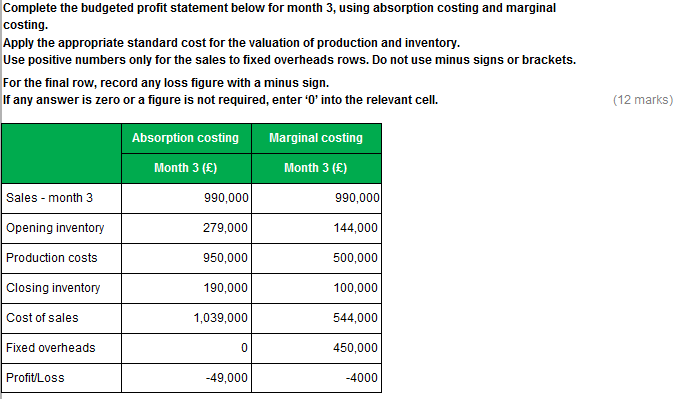 Complete the budgeted profit statement below for month 3, using absorption costing and marginal
costing.
Apply the appropriate standard cost for the valuation of production and inventory.
Use positive numbers only for the sales to fixed overheads rows. Do not use minus signs or brackets.
For the final row, record any loss figure with a minus sign.
If any answer is zero or a figure is not required, enter ‘0’ into the relevant cell. (12 marks)
Absorption costing Marginal costing
Month 3 (£) Month 3 (£)
Sales - month 3 990,000 990,000
Opening inventory 279,000 144,000
Production costs 950,000 500,000
Closing inventory 190,000 100,000
Cost of sales 1,039,000 544,000
Fixed overheads 0 450,000
Profit/Loss -49,000 -4000